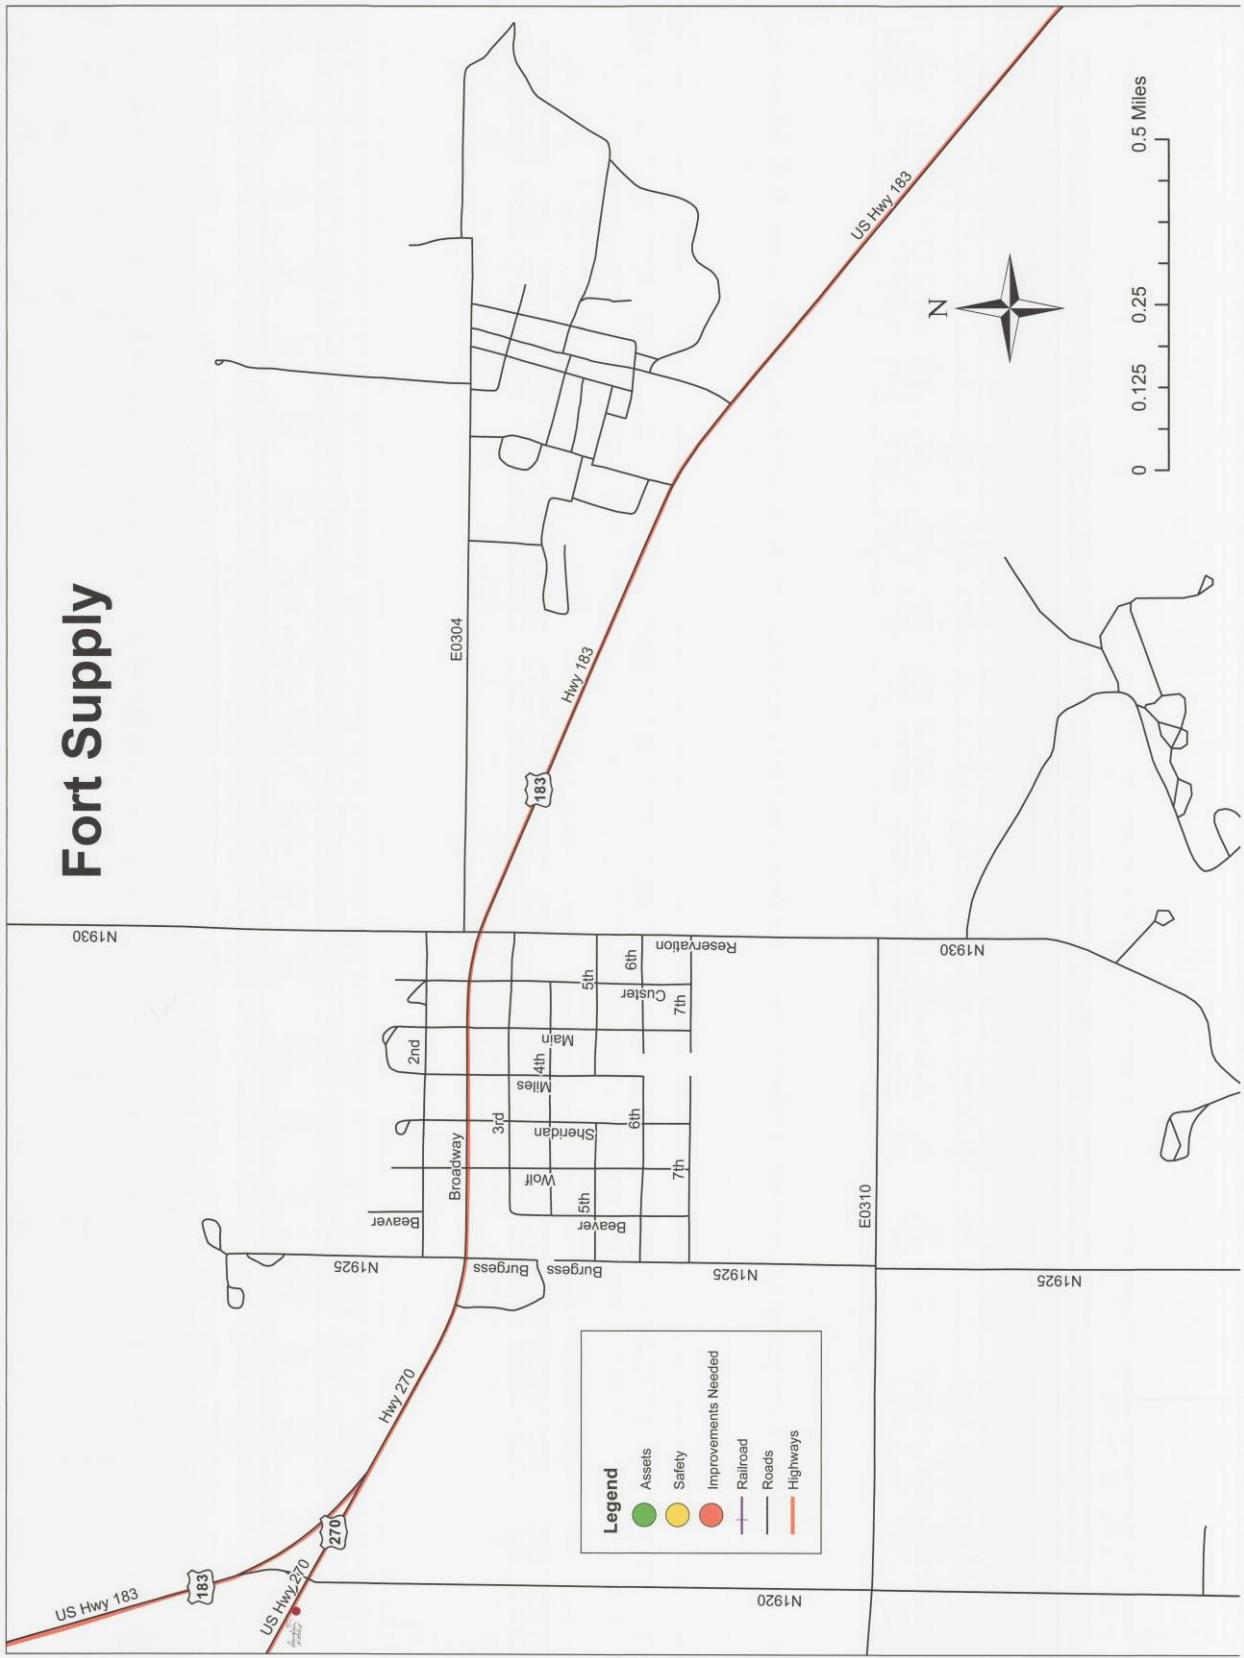 Fort Supply
US Hwy 183
183
US Hwy 270
270
Hwy 270
N1930
Beaver
N1925
2nd
Broadway
E0304
Burgess
3rd
Burgess
Wolf
Sheridan
Miles
4th
Main
183
Hwy 183
5th
Beaver
5th
6th
6th
Custer
7th
7th
Reservation
N1925
US Hwy 183
N1920
E0310
N1930
N1925
N
0 0.125 0.25 0.5 Miles
Legend
Assets
Safety
Improvements Needed
Railroad
Roads
Highways